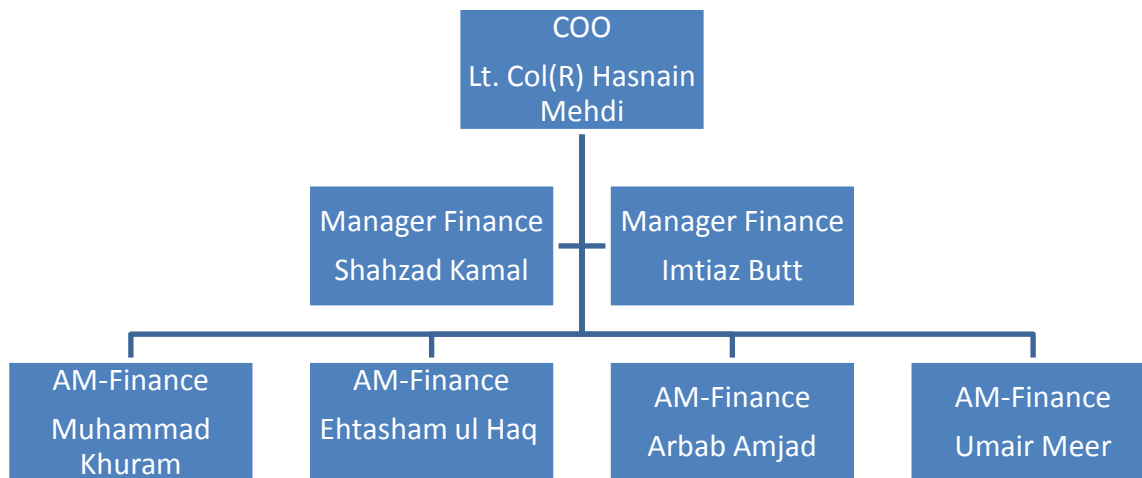 COO
Lt. Col(R) Hasnain
Mehdi
Manager Finance
Shahzad Kamal
Manager Finance
Imtiaz Butt
AM-Finance
Muhammad
Khuram
AM-Finance
Ehtasham ul Haq
AM-Finance
Arbab Amjad
AM-Finance
Umair Meer